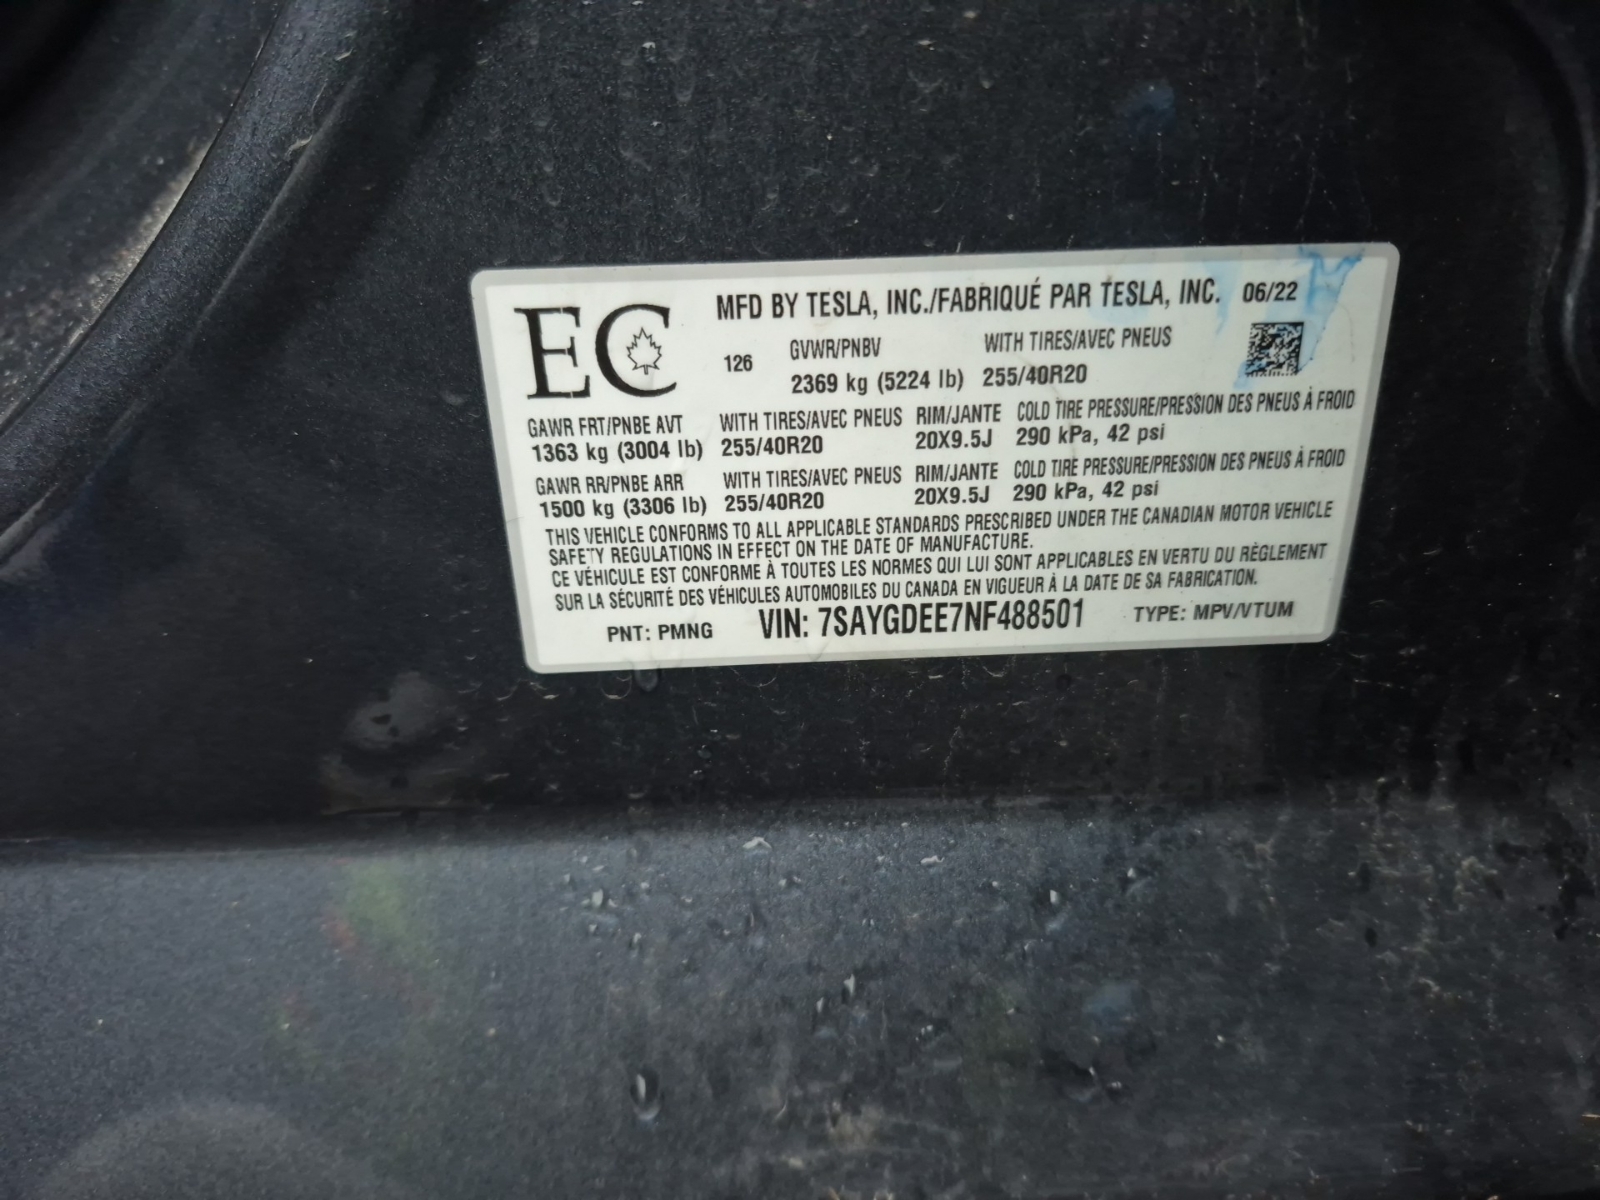 EC MFD BY TESLA, INC./FABRIQUÉ PAR TESLA, INC. 06/22
126 GVWR/PNBV WITH TIRES/AVEC PNEUS
2369 kg (5224 lb) 255/40R20
GAWR FRT/PNBE AVT WITH TIRES/AVEC PNEUS RIM/JANTE COLD TIRE PRESSURE/PRESSION DES PNEUS À FROID
1363 kg (3004 lb) 255/40R20 20X9.5J 290 kPa, 42 psi
GAWR RR/PNBE ARR WITH TIRES/AVEC PNEUS RIM/JANTE COLD TIRE PRESSURE/PRESSION DES PNEUS À FROID
1500 kg (3306 lb) 255/40R20 20X9.5J 290 kPa, 42 psi
THIS VEHICLE CONFORMS TO ALL APPLICABLE STANDARDS PRESCRIBED UNDER THE CANADIAN MOTOR VEHICLE
SAFETY REGULATIONS IN EFFECT ON THE DATE OF MANUFACTURE.
CE VÉHICULE EST CONFORME À TOUTES LES NORMES QUI LUI SONT APPLICABLES EN VERTU DU RÈGLEMENT
SUR LA SÉCURITÉ DES VÉHICULES AUTOMOBILES DU CANADA EN VIGUEUR À LA DATE DE SA FABRICATION.
PNT: PMNG VIN: 7SAYGDEE7NF488501 TYPE: MPV/VTUM